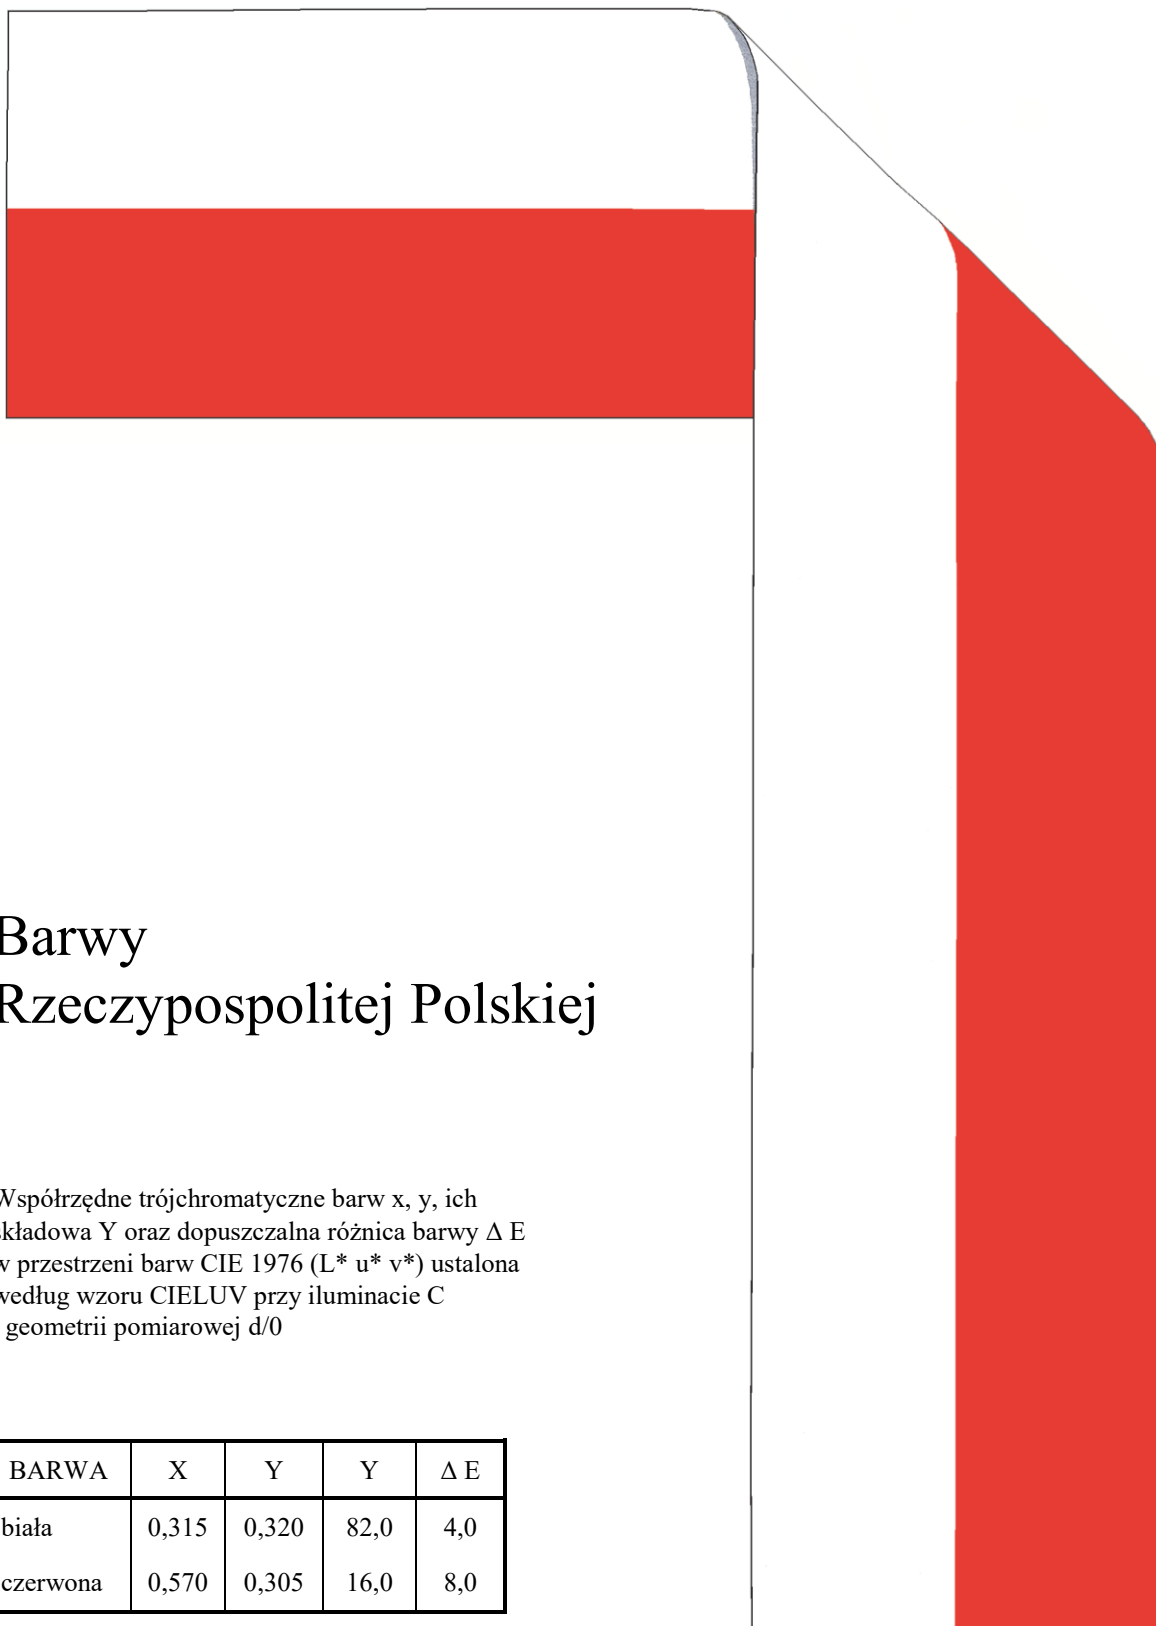 Barwy
Rzeczypospolitej Polskiej
Współrzędne trójchromatyczne barw x, y, ich
składowa Y oraz dopuszczalna różnica barwy Δ E
w przestrzeni barw CIE 1976 (L* u* v*) ustalona
według wzoru CIELUV przy iluminacie C
geometrii pomiarowej d/0
BARWA X Y Y Δ E
biała 0,315 0,320 82,0 4,0
czerwona 0,570 0,305 16,0 8,0